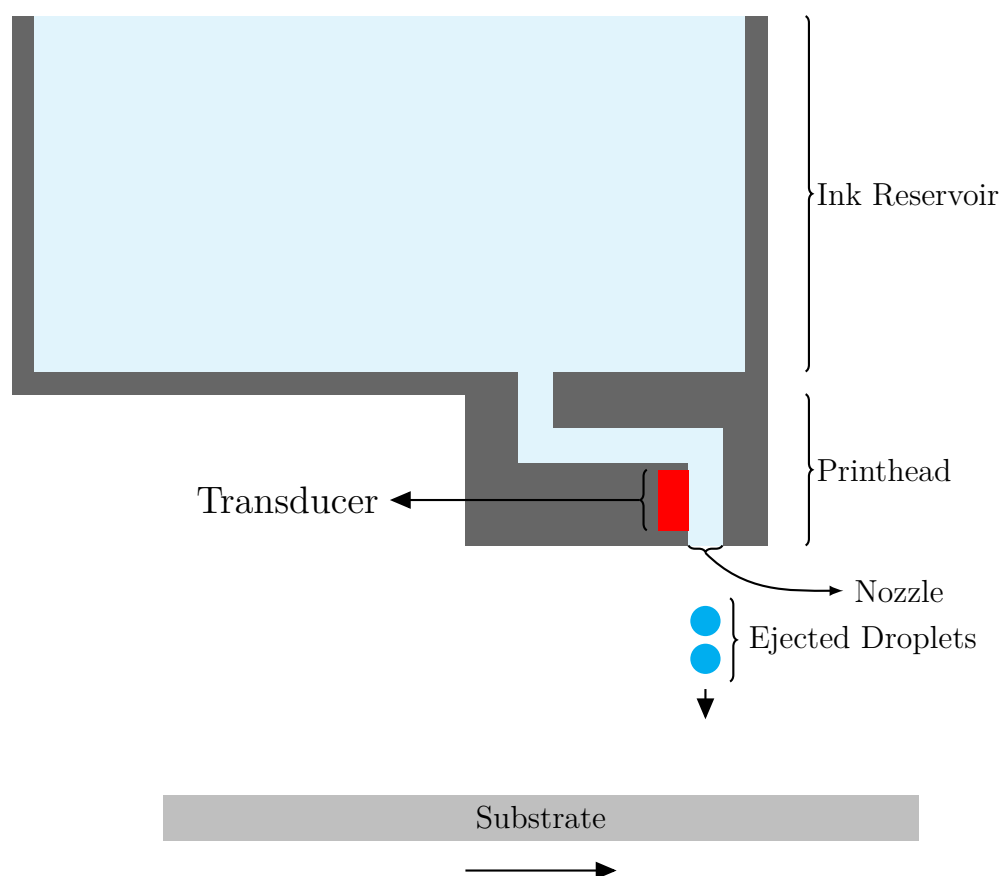 Ink Reservoir
Printhead
Transducer
Nozzle
Ejected Droplets
Substrate